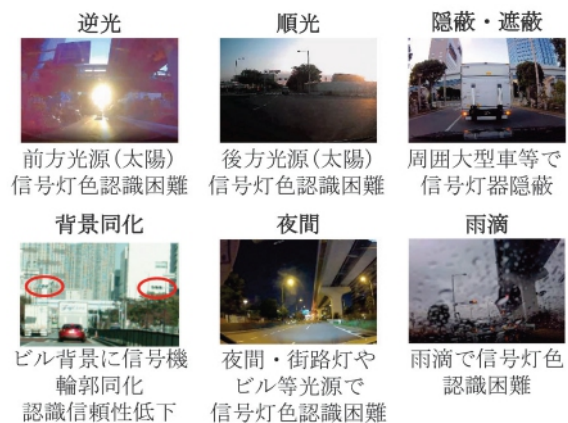 逆光
前方光源(太陽)
信号灯色認識困難
順光
後方光源(太陽)
信号灯色認識困難
隠蔽・遮蔽
周囲大型車等で
信号灯器隠蔽
背景同化
ビル背景に信号機
輪郭同化
認識信頼性低下
夜間
夜間・街路灯や
ビル等光源で
信号灯色認識困難
雨滴
雨滴で信号灯色
認識困難